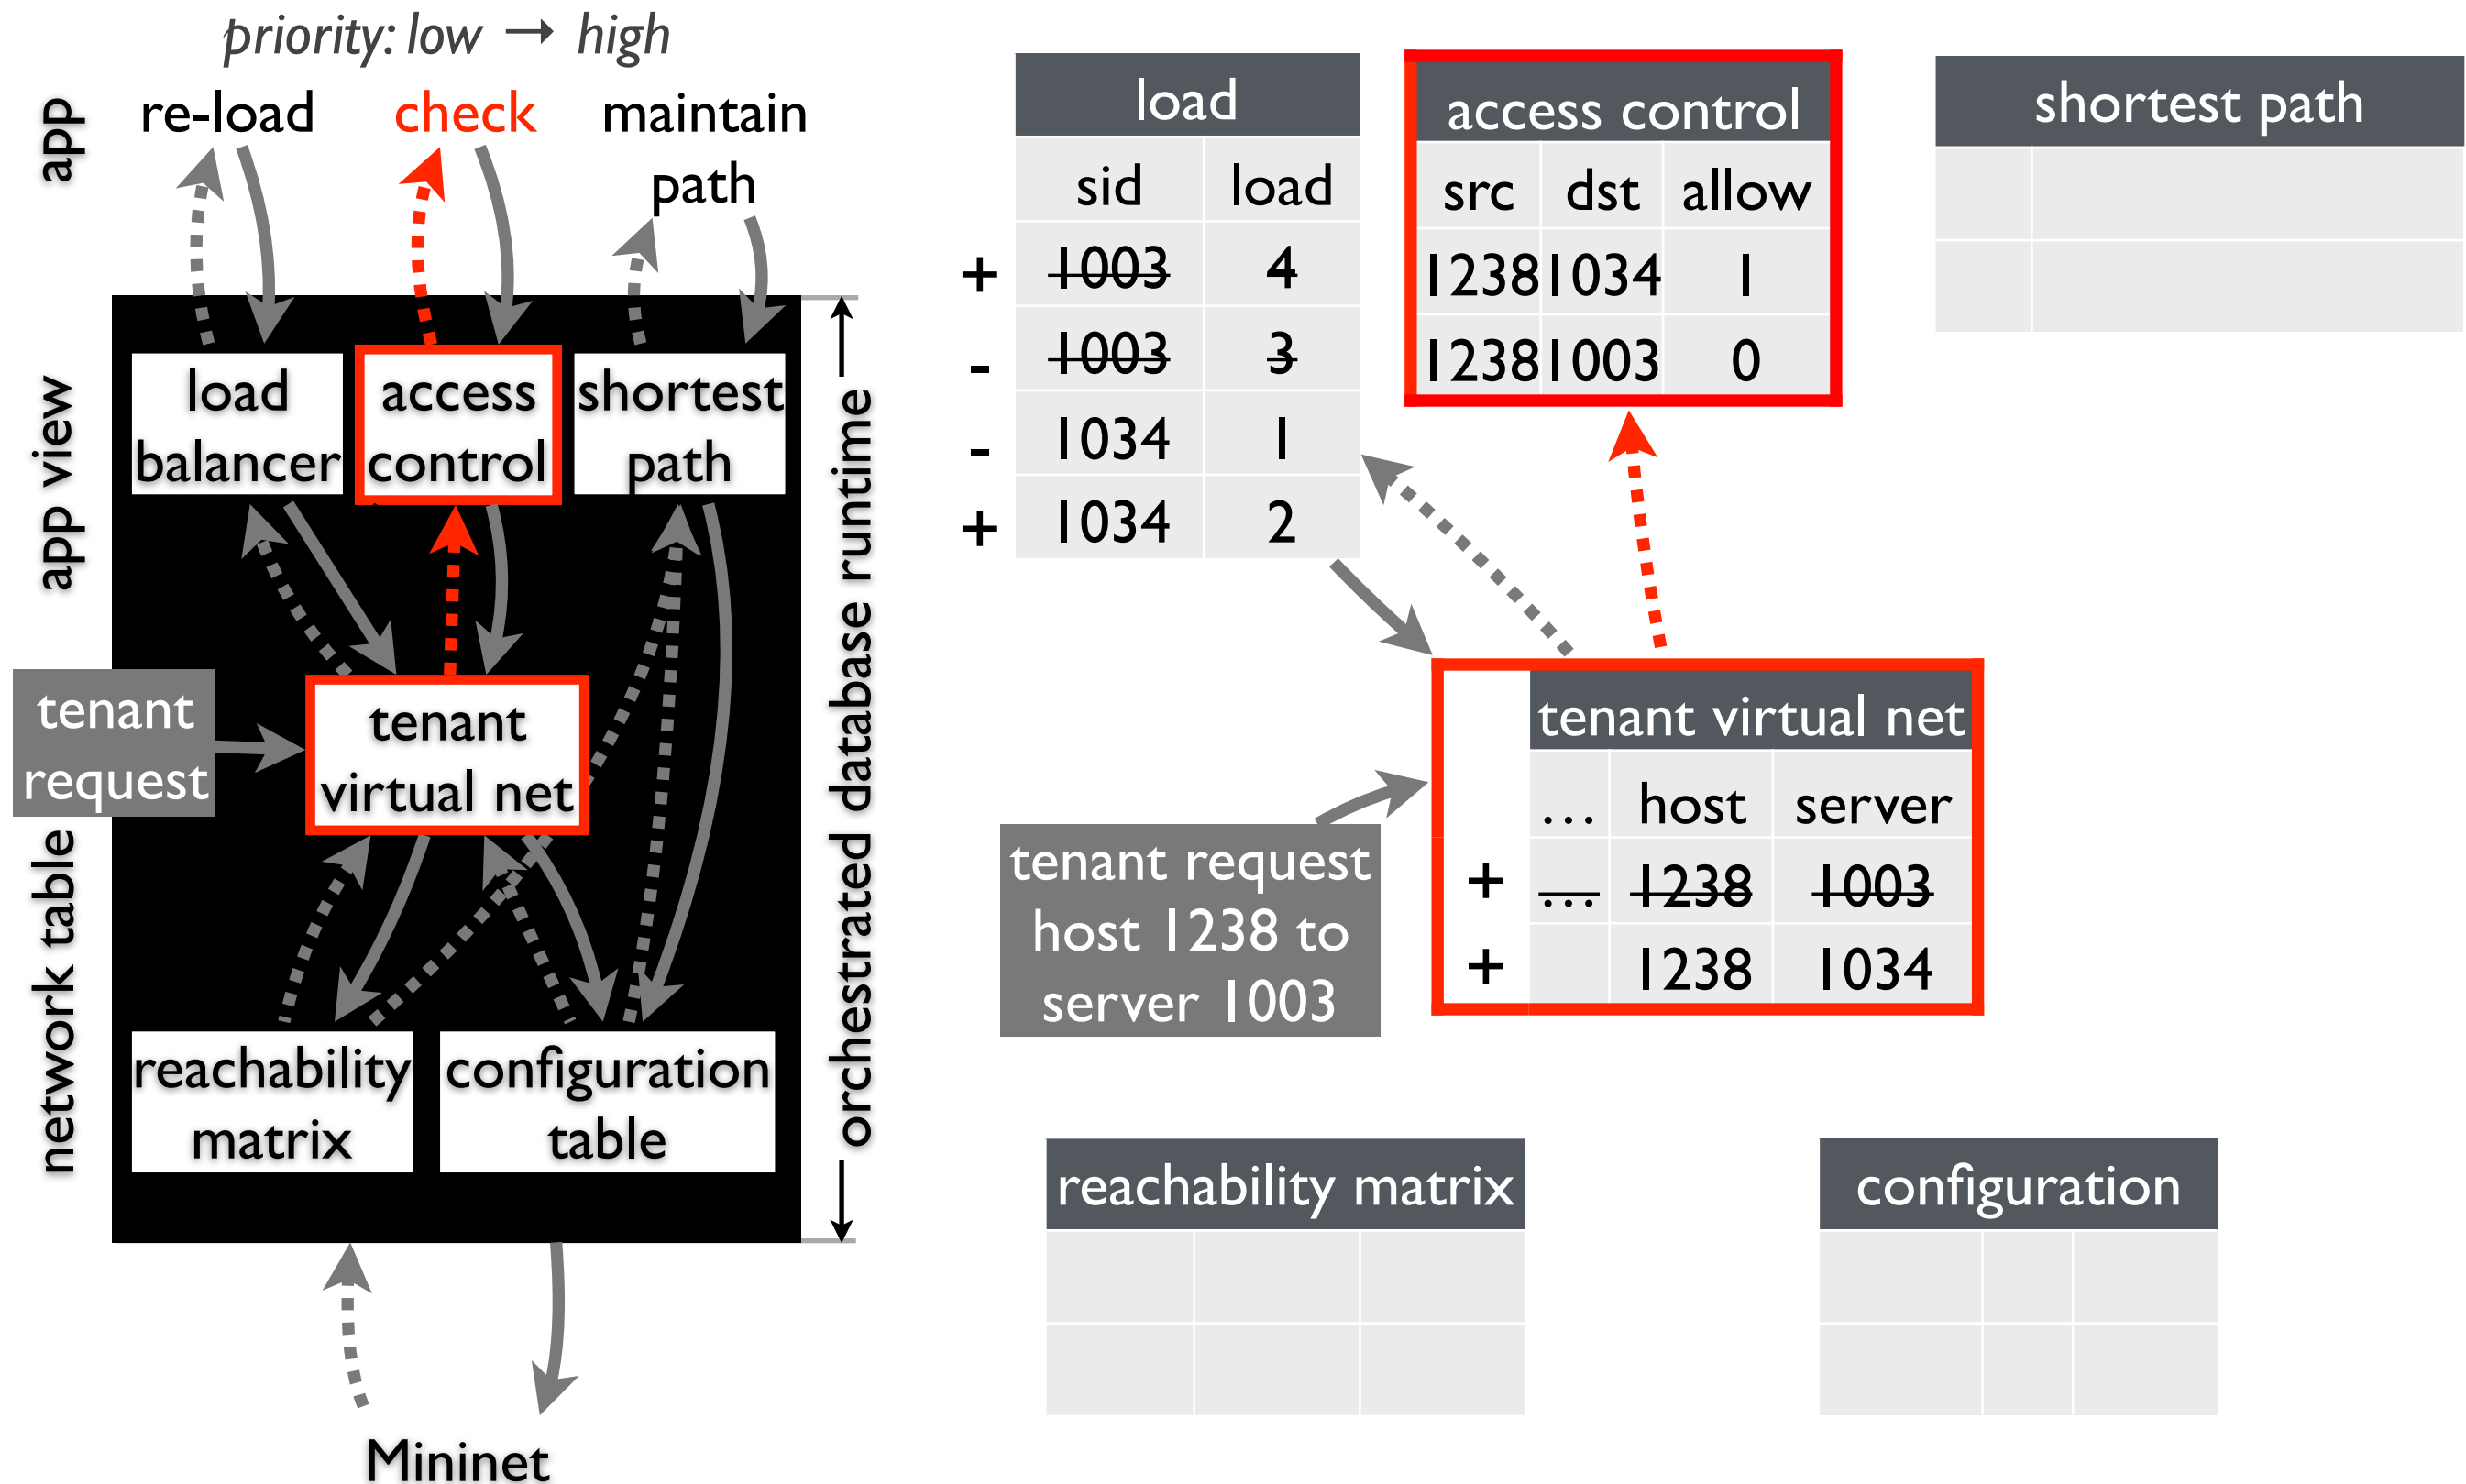 priority: low → high
app
re-load
check
maintain
path
app view
load
balancer
access
control
shortest
path
tenant
request
tenant
virtual net
network table
reachability
matrix
configuration
table
orchestrated database runtime
Mininet
load
sid load
+ 1003 4
- 1003 3
- 1034 1
+ 1034 2
access control
src dst allow
1238 1034 1
1238 1003 0
shortest path
tenant request
host 1238 to
server 1003
tenant virtual net
... host server
+ ... 1238 1003
+ 1238 1034
reachability matrix
configuration